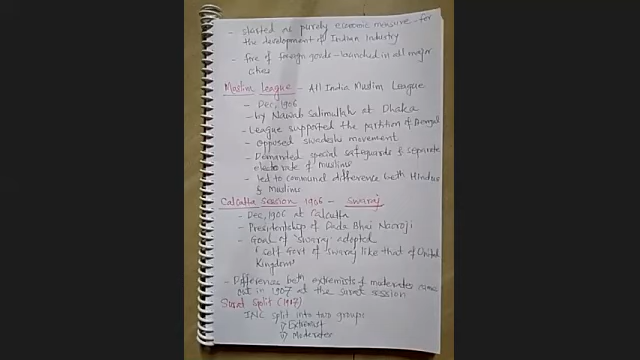 - started as purely economic measure for
the development of Indian Industry
- fire of foreign goods - launched in all major
cities
Muslim League - All India Muslim League
- Dec, 1906
- by Nawab Salimullah at Dhaka
- League supported the partition of Bengal
- opposed swadeshi movement
- Demanded special safeguards & separate
electorate of muslims
- led to communal difference betn Hindus
& Muslims
Calcutta Session 1906 - Swaraj
- Dec, 1906 at Calcutta
- Presidentship of Dada Bhai Naoroji
- Goal of "swaraj" adopted
self Govt of swaraj like that of United
Kingdom
- Differences betn extremists & moderates came
out in 1907 at the surat session
Surat Split (1907)
INC split into two groups
i) Extremist
ii) Moderates